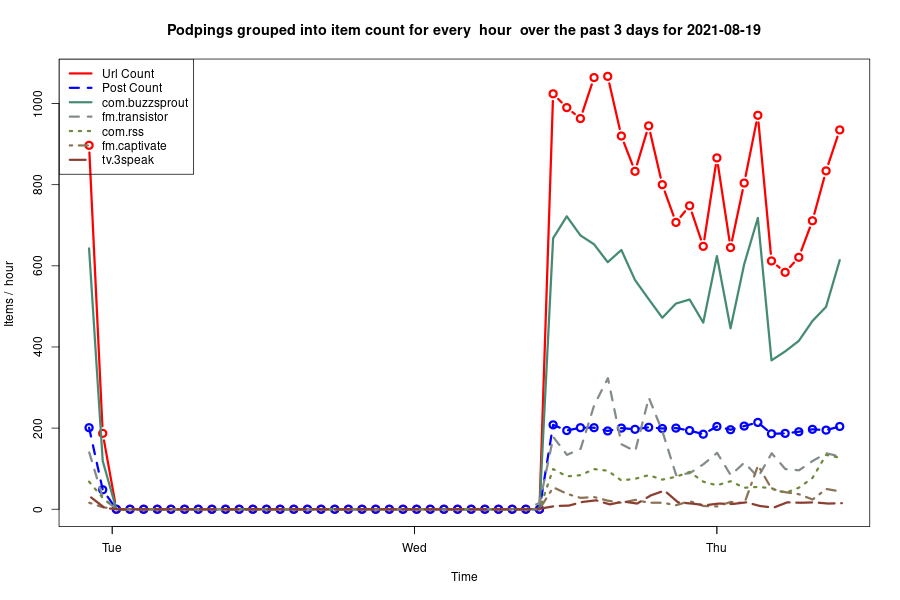 Podpings grouped into item count for every  hour  over the past 3 days for 2021-08-19
Url Count
Post Count
com.buzzsprout
fm.transistor
com.rss
fm.captivate
tv.3speak
Items /  hour
1000
800
600
400
200
0
Tue
Wed
Thu
Time